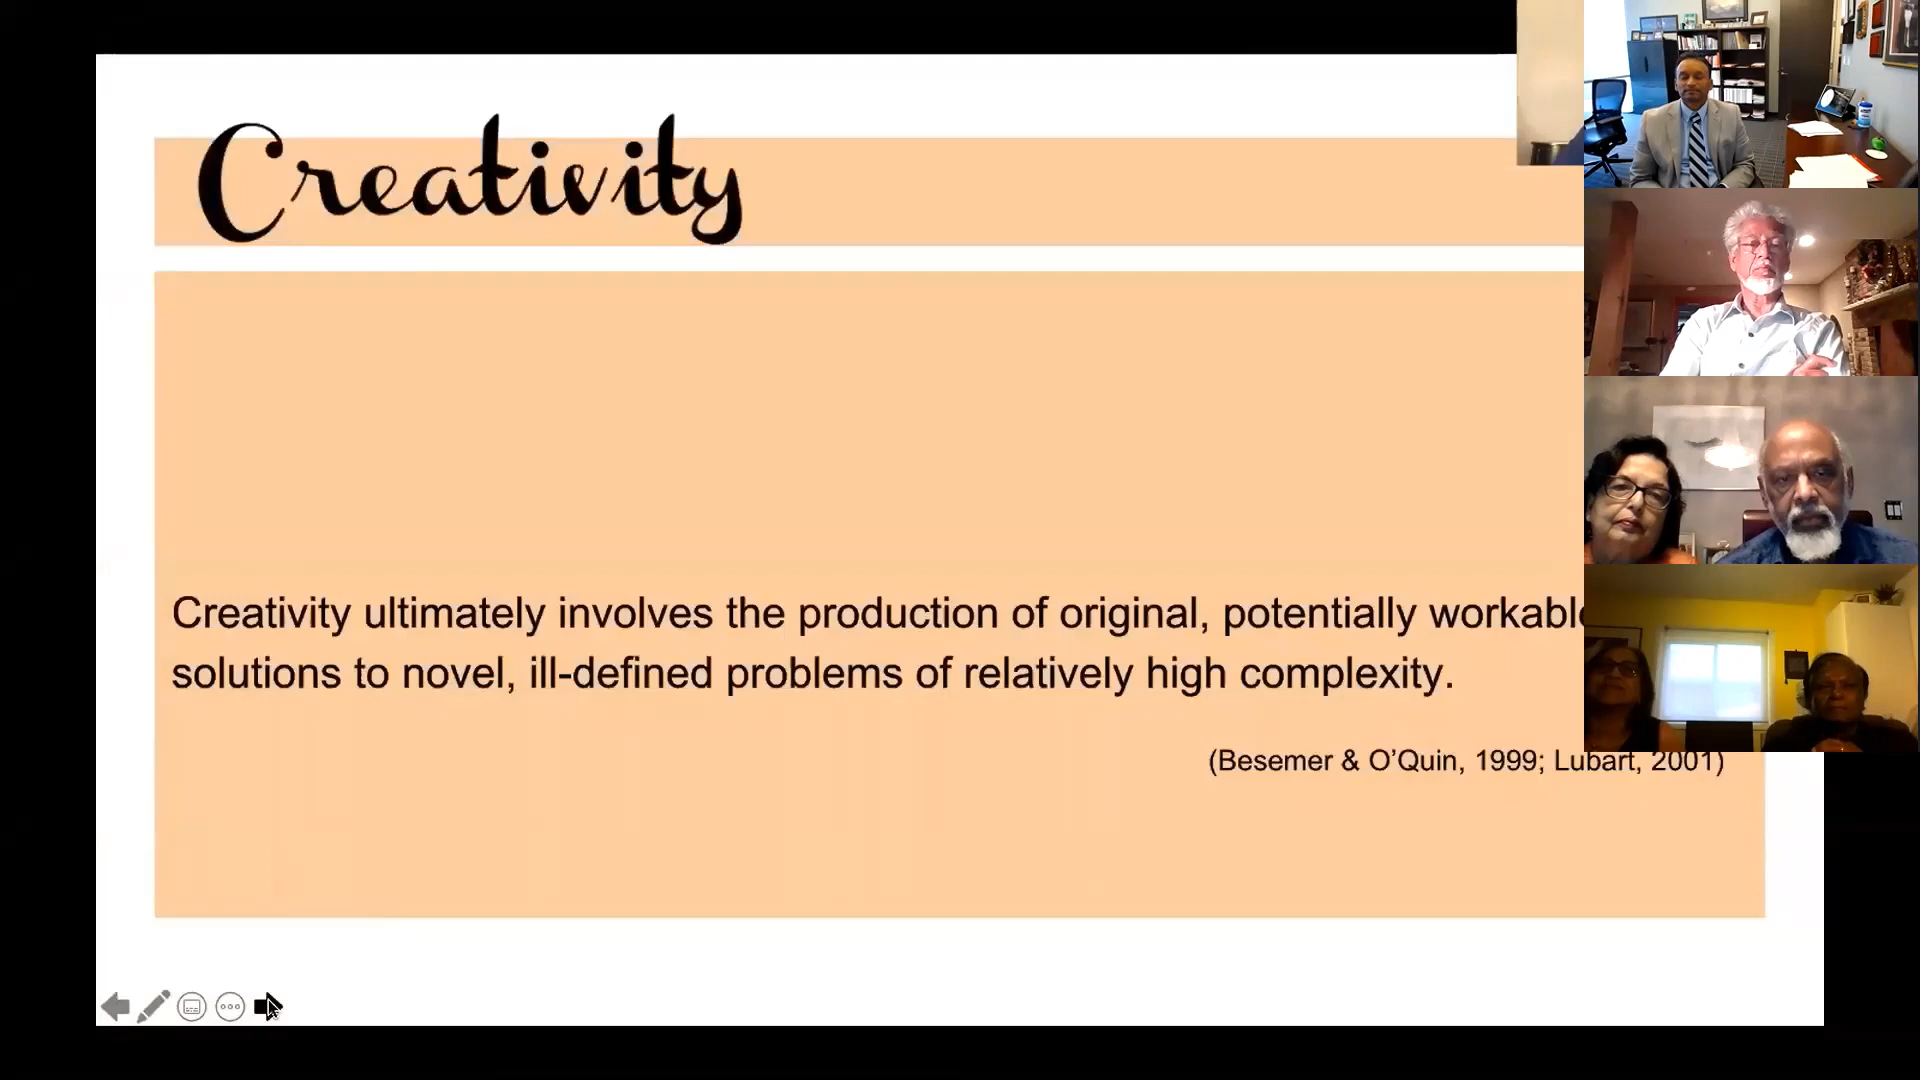 Creativity
Creativity ultimately involves the production of original, potentially workable
solutions to novel, ill-defined problems of relatively high complexity.
(Besemer & O’Quin, 1999; Lubart, 2001)